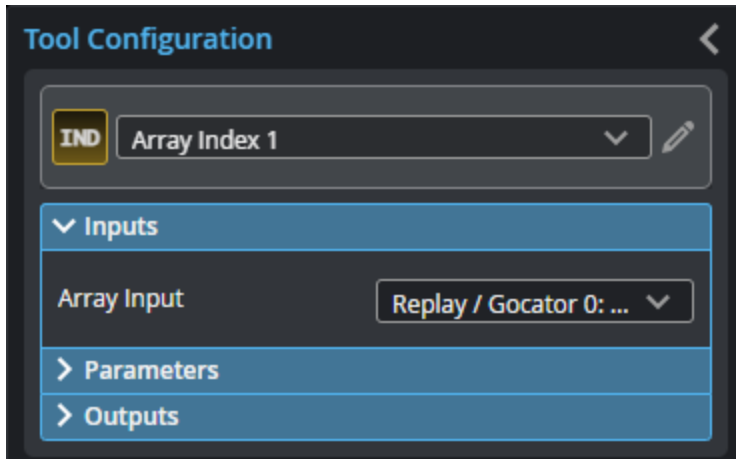 Tool Configuration
IND Array Index 1
Inputs
Array Input Replay / Gocator 0: ...
Parameters
Outputs